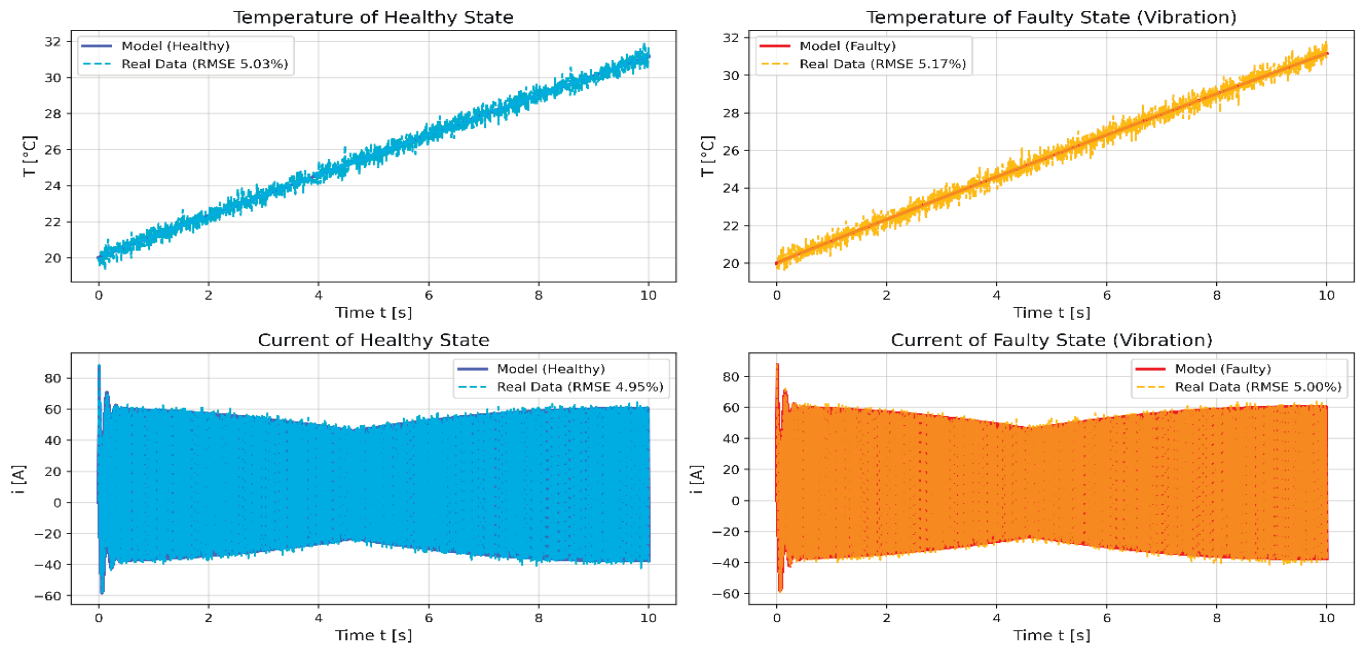 Temperature of Healthy State
Model (Healthy)
Real Data (RMSE 5.03%)
T [°C]
32
30
28
26
24
22
20
0 2 4 6 8 10
Time t [s]
Temperature of Faulty State (Vibration)
Model (Faulty)
Real Data (RMSE 5.17%)
T [°C]
32
30
28
26
24
22
20
0 2 4 6 8 10
Time t [s]
Current of Healthy State
Model (Healthy)
Real Data (RMSE 4.95%)
i [A]
80
60
40
20
0
−20
−40
−60
0 2 4 6 8 10
Time t [s]
Current of Faulty State (Vibration)
Model (Faulty)
Real Data (RMSE 5.00%)
i [A]
80
60
40
20
0
−20
−40
−60
0 2 4 6 8 10
Time t [s]